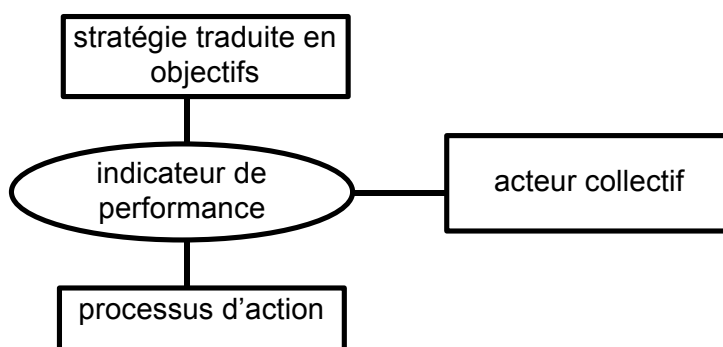 stratégie traduite en
objectifs
indicateur de
performance
acteur collectif
processus d’action